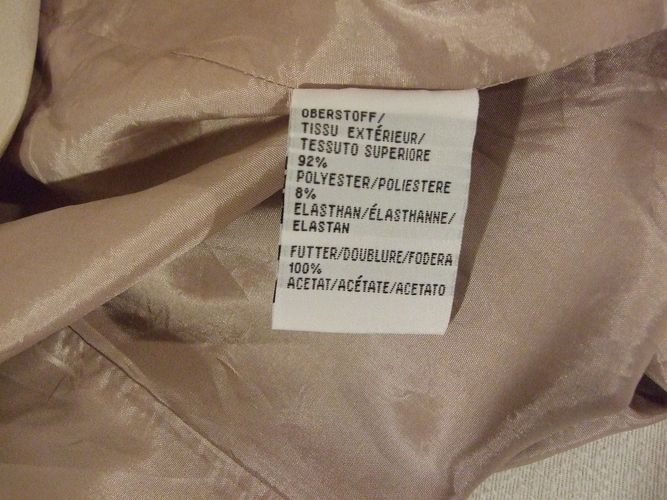 OBERSTOFF/
TISSU EXTÉRIEUR/
TESSUTO SUPERIORE
92%
POLYESTER/POLIESTERE
8%
ELASTHAN/ÉLASTHANNE/
ELASTAN
FUTTER/DOUBLURE/FODERA
100%
ACETAT/ACÉTATE/ACETATO